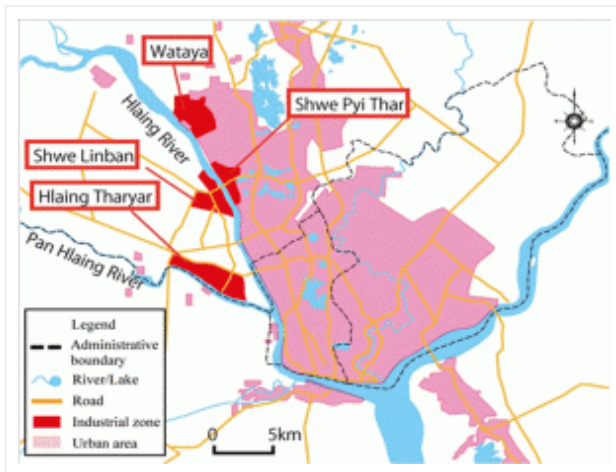 Wataya
Shwe Pyi Thar
Hlaing River
Shwe Linban
Hlaing Tharyar
Pan Hlaing River
Legend
Administrative
boundary
River/Lake
Road
Industrial zone
Urban area
0 5km